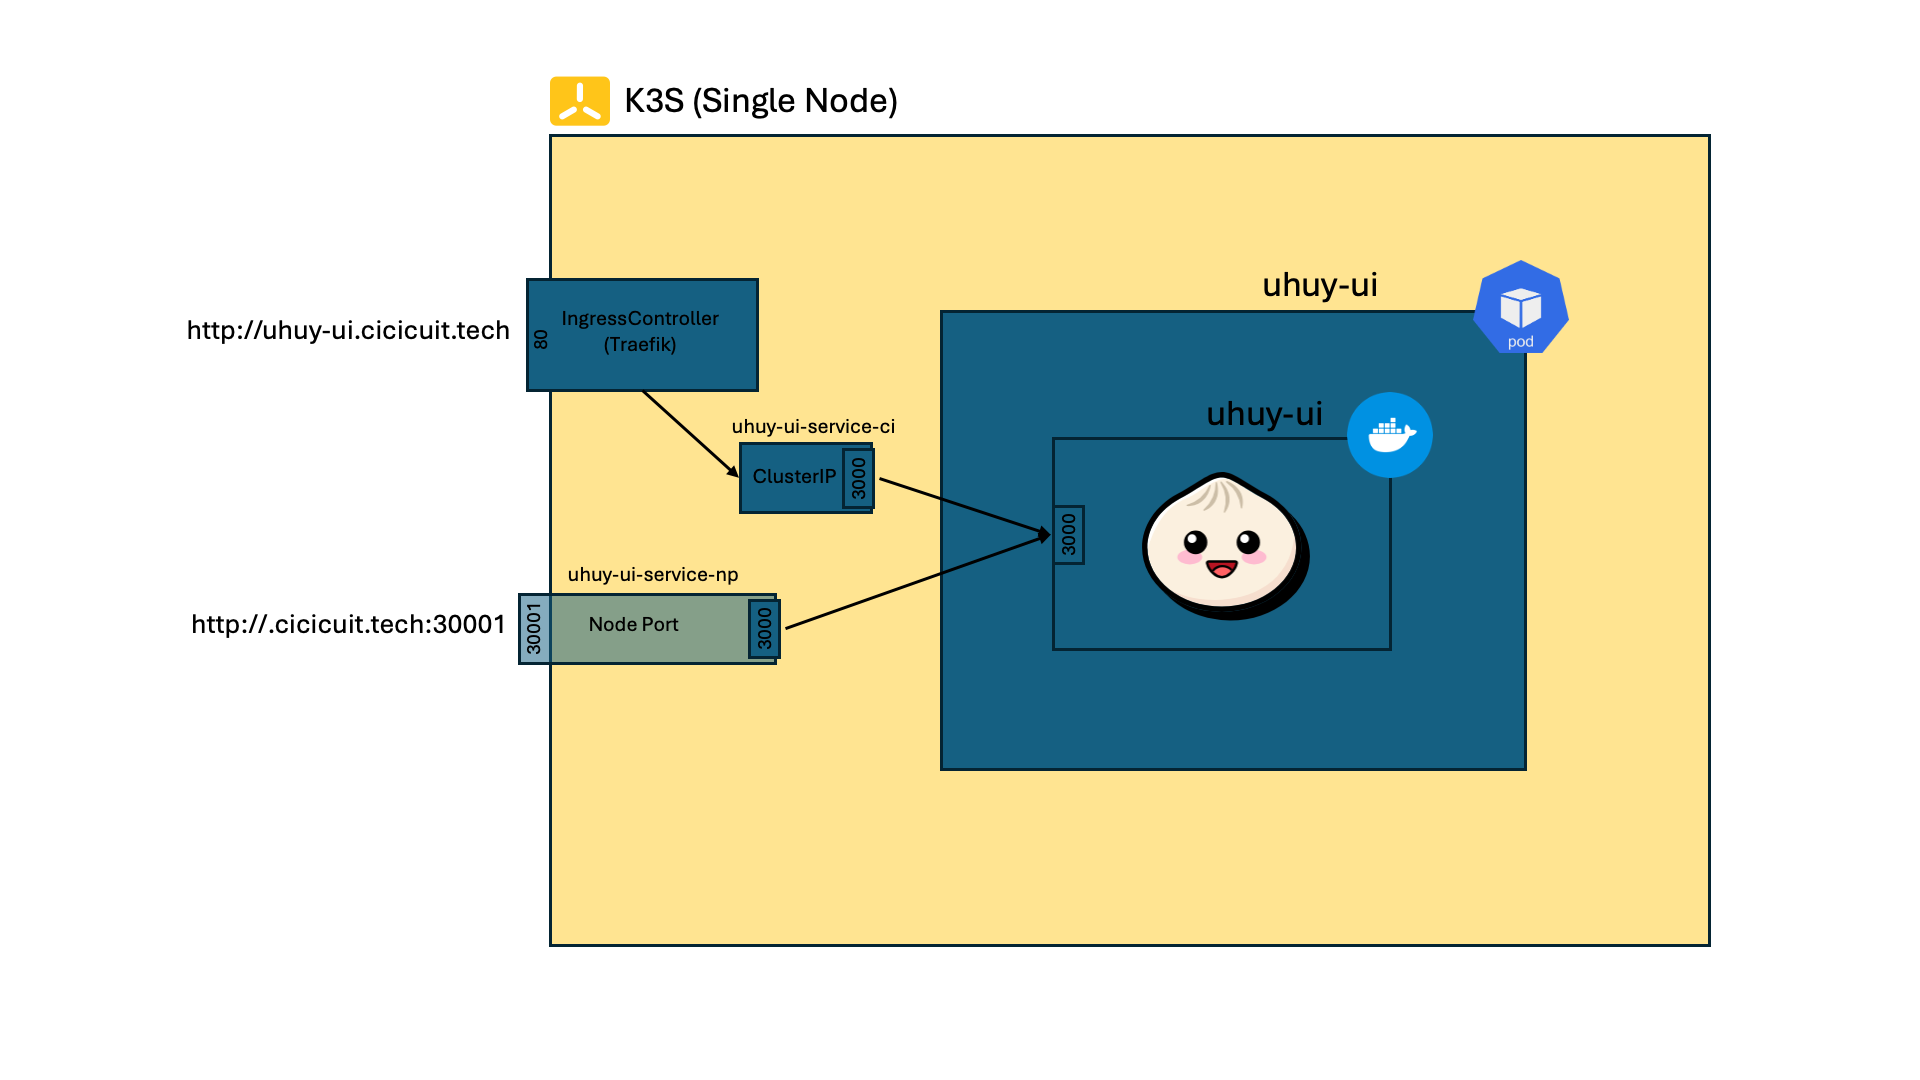 K3S (Single Node)
uhuy-ui
pod
http://uhuy-ui.cicicuit.tech
80
IngressController
(Traefik)
uhuy-ui
uhuy-ui-service-ci
ClusterIP
3000
3000
uhuy-ui-service-np
http://.cicicuit.tech:30001
30001
Node Port
3000